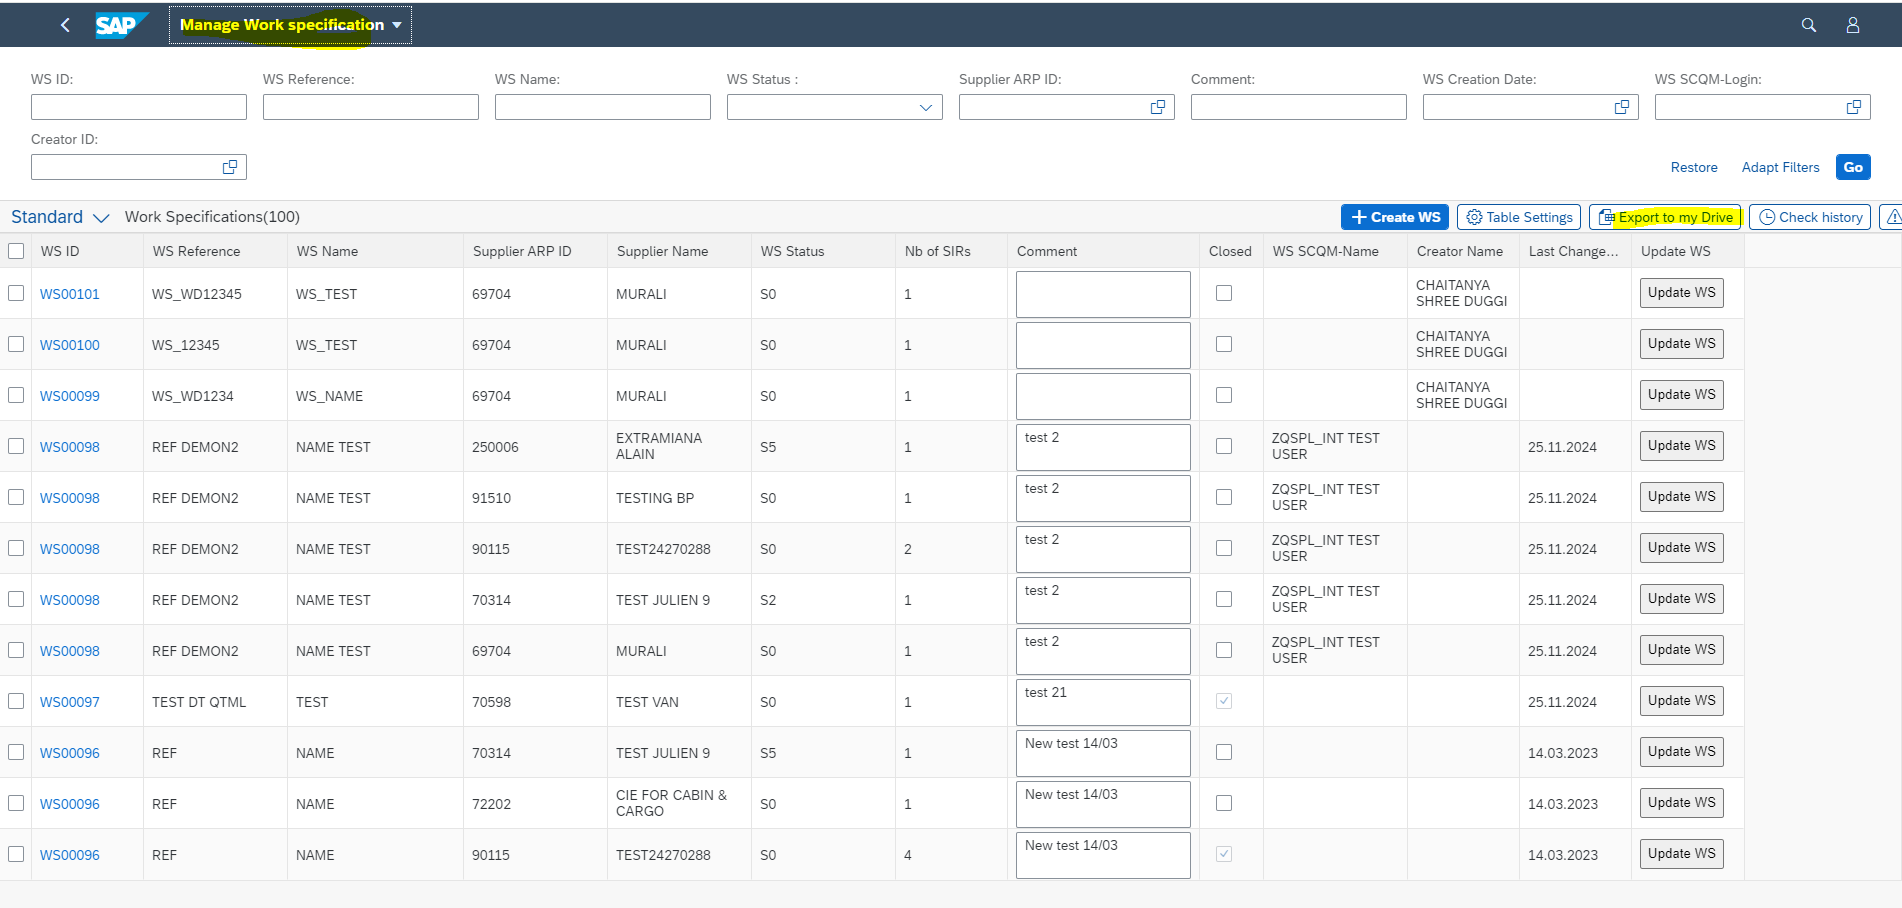 SAP Manage Work specification
WS ID: WS Reference: WS Name: WS Status : Supplier ARP ID: Comment: WS Creation Date: WS SCQM-Login:
Creator ID:
Restore Adapt Filters Go
Standard Work Specifications(100) Create WS Table Settings Export to my Drive Check history
WS ID WS Reference WS Name Supplier ARP ID Supplier Name WS Status Nb of SIRs Comment Closed WS SCQM-Name Creator Name Last Change... Update WS
WS00101 WS_WD12345 WS_TEST 69704 MURALI S0 1 CHAITANYA SHREE DUGGI Update WS
WS00100 WS_12345 WS_TEST 69704 MURALI S0 1 CHAITANYA SHREE DUGGI Update WS
WS00099 WS_WD1234 WS_NAME 69704 MURALI S0 1 CHAITANYA SHREE DUGGI Update WS
WS00098 REF DEMON2 NAME TEST 250006 EXTRAMIANA ALAIN S5 1 test 2 ZQSPL_INT TEST USER 25.11.2024 Update WS
WS00098 REF DEMON2 NAME TEST 91510 TESTING BP S0 1 test 2 ZQSPL_INT TEST USER 25.11.2024 Update WS
WS00098 REF DEMON2 NAME TEST 90115 TEST24270288 S0 2 test 2 ZQSPL_INT TEST USER 25.11.2024 Update WS
WS00098 REF DEMON2 NAME TEST 70314 TEST JULIEN 9 S2 1 test 2 ZQSPL_INT TEST USER 25.11.2024 Update WS
WS00098 REF DEMON2 NAME TEST 69704 MURALI S0 1 test 2 ZQSPL_INT TEST USER 25.11.2024 Update WS
WS00097 TEST DT QTML TEST 70598 TEST VAN S0 1 test 21 25.11.2024 Update WS
WS00096 REF NAME 70314 TEST JULIEN 9 S5 1 New test 14/03 14.03.2023 Update WS
WS00096 REF NAME 72202 CIE FOR CABIN & CARGO S0 1 New test 14/03 14.03.2023 Update WS
WS00096 REF NAME 90115 TEST24270288 S0 4 New test 14/03 14.03.2023 Update WS